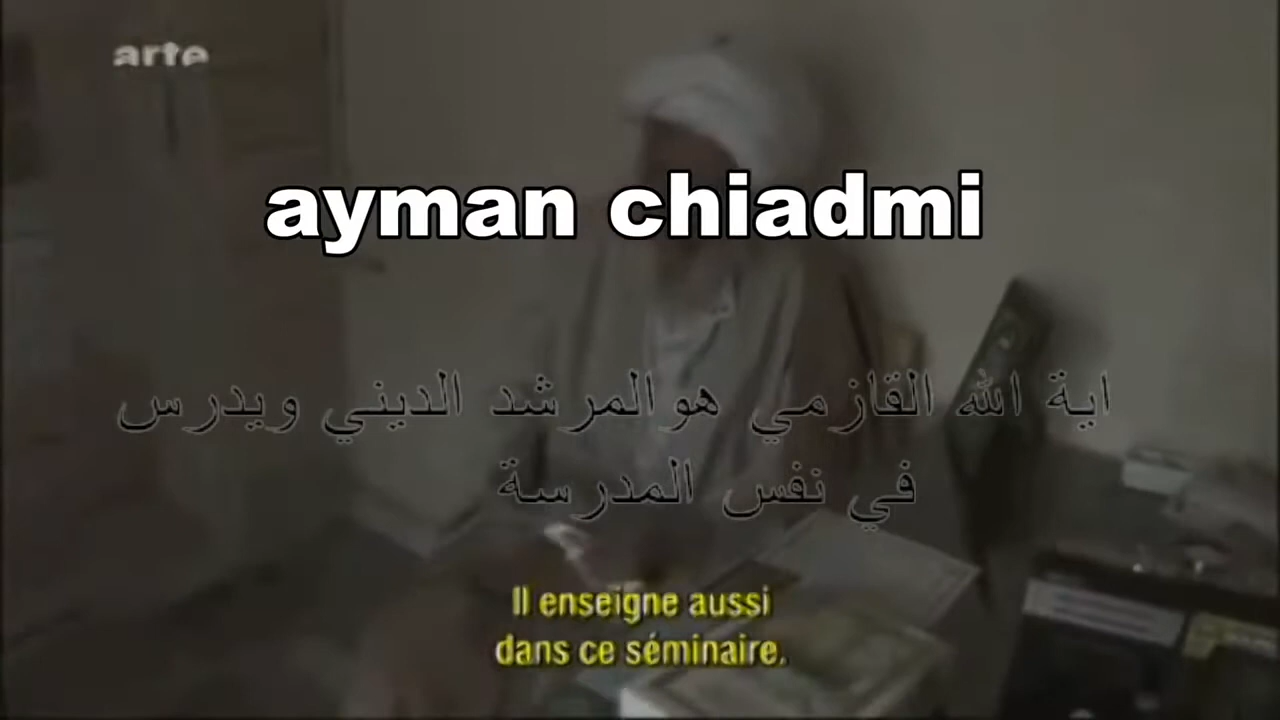 arte
ayman chiadmi
اية الله القازمي هوالمرشد الديني ويدرس
في نفس المدرسة
Il enseigne aussi
dans ce séminaire.